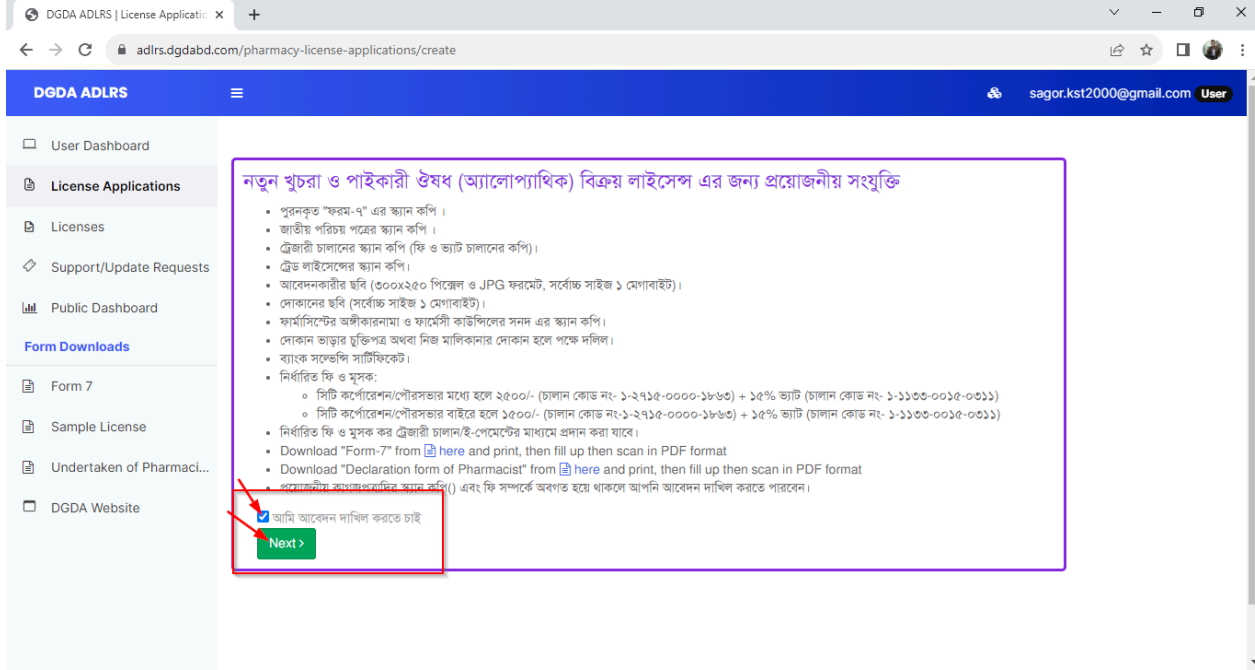 DGDA ADLRS | License Applicatio
adlrs.dgdabd.com/pharmacy-license-applications/create
DGDA ADLRS
sagor.kst2000@gmail.com User
User Dashboard
License Applications
Licenses
Support/Update Requests
Public Dashboard
Form Downloads
Form 7
Sample License
Undertaken of Pharmaci...
DGDA Website
নতুন খুচরা ও পাইকারী ঔষধ (অ্যালোপ্যাথিক) বিক্রয় লাইসেন্স এর জন্য প্রয়োজনীয় সংযুক্তি
পুরনকৃত "ফরম-৭" এর স্ক্যান কপি ।
জাতীয় পরিচয় পত্রের স্ক্যান কপি ।
ট্রেজারী চালানের স্ক্যান কপি (ফি ও ভ্যাট চালানের কপি)।
ট্রেড লাইসেন্সের স্ক্যান কপি।
আবেদনকারীর ছবি (৩০০x২৫০ পিক্সেল ও JPG ফরমেট, সর্বোচ্চ সাইজ ১ মেগাবাইট)।
দোকানের ছবি (সর্বোচ্চ সাইজ ১ মেগাবাইট)।
ফার্মাসিস্টের অঙ্গীকারনামা ও ফার্মেসী কাউন্সিলের সনদ এর স্ক্যান কপি।
দোকান ভাড়ার চুক্তিপত্র অথবা নিজ মালিকানার দোকান হলে পক্ষে দলিল।
ব্যাংক সল্ভেন্সি সার্টিফিকেট।
নির্ধারিত ফি ও মূসক:
সিটি কর্পোরেশন/পৌরসভার মধ্যে হলে ২৫০০/- (চালান কোড নং- ১-২৭১৫-০০০০-১৮৬৩) + ১৫% ভ্যাট (চালান কোড নং- ১-১১৩৩-০০১৫-০৩১১)
সিটি কর্পোরেশন/পৌরসভার বাইরে হলে ১৫০০/- (চালান কোড নং-১-২৭১৫-০০০০-১৮৬৩) + ১৫% ভ্যাট (চালান কোড নং- ১-১১৩৩-০০১৫-০৩১১)
নির্ধারিত ফি ও মুসক কর ট্রেজারী চালান/ই-পেমেন্টের মাধ্যমে প্রদান করা যাবে।
Download "Form-7" from here and print, then fill up then scan in PDF format
Download "Declaration form of Pharmacist" from here and print, then fill up then scan in PDF format
প্রয়োজনীয় কাগজপত্রাদির স্ক্যান কপি() এবং ফি সম্পর্কে অবগত হয়ে থাকলে আপনি আবেদন দাখিল করতে পারবেন।
আমি আবেদন দাখিল করতে চাই
Next >